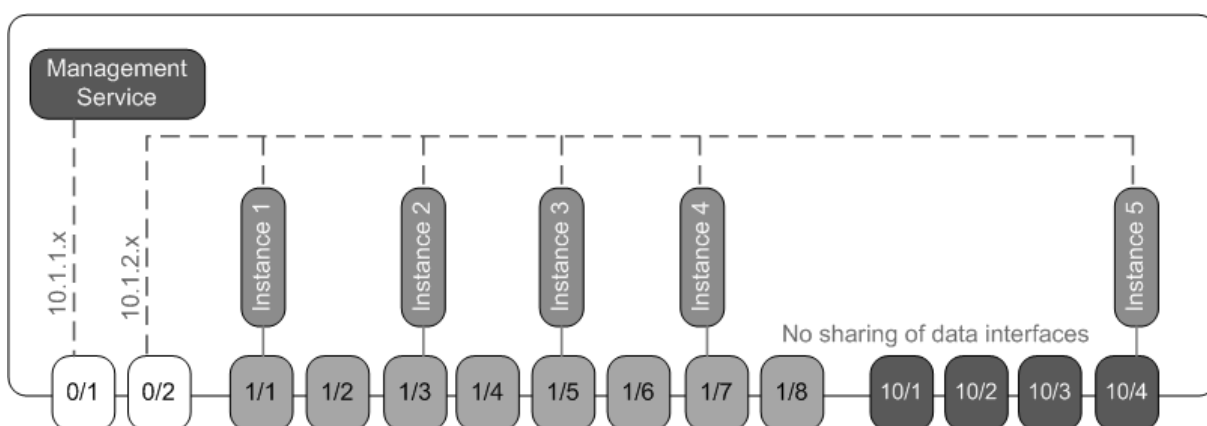 Management
Service
10.1.1.x
10.1.2.x
Instance 1
Instance 2
Instance 3
Instance 4
Instance 5
No sharing of data interfaces
0/1
0/2
1/1
1/2
1/3
1/4
1/5
1/6
1/7
1/8
10/1
10/2
10/3
10/4